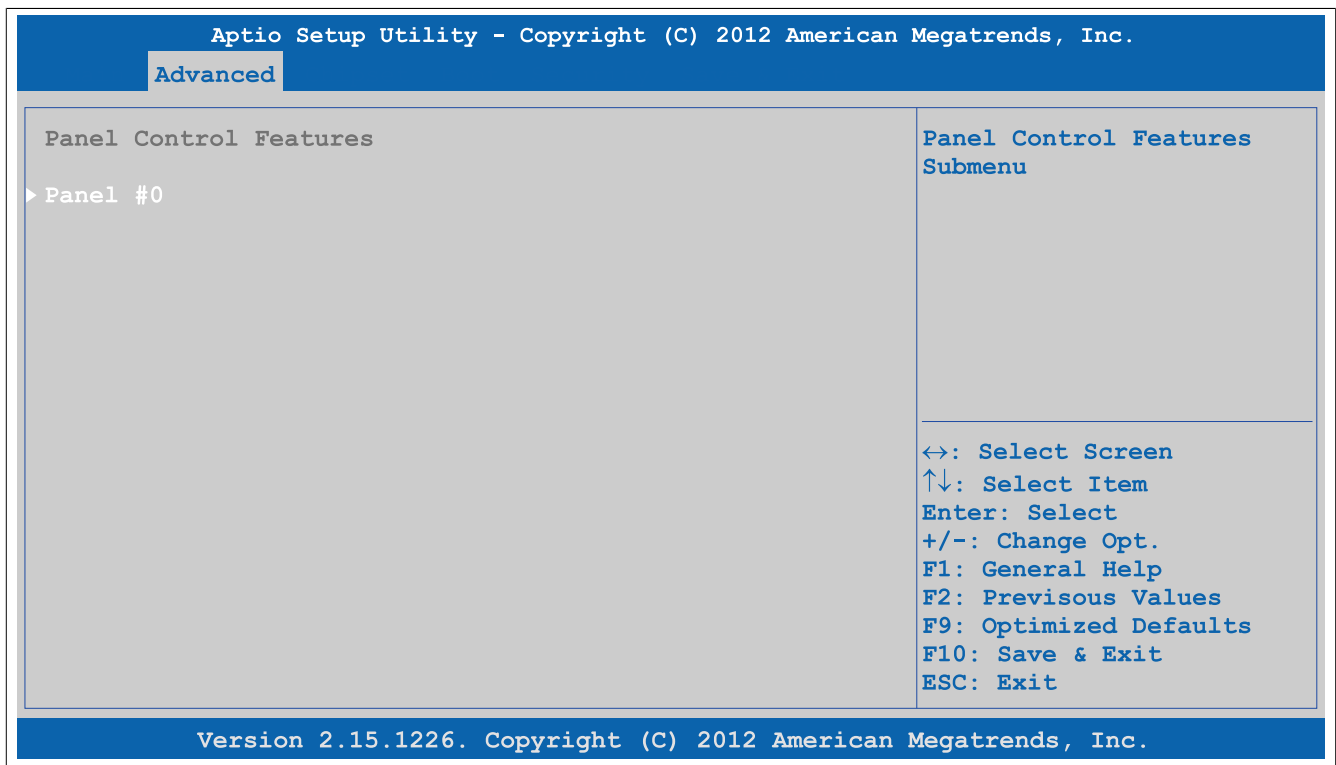 Aptio Setup Utility - Copyright (C) 2012 American Megatrends, Inc.
Advanced
Panel Control Features
Panel #0
Panel Control Features
Submenu
↔: Select Screen
↑↓: Select Item
Enter: Select
+/-: Change Opt.
F1: General Help
F2: Previsous Values
F9: Optimized Defaults
F10: Save & Exit
ESC: Exit
Version 2.15.1226. Copyright (C) 2012 American Megatrends, Inc.